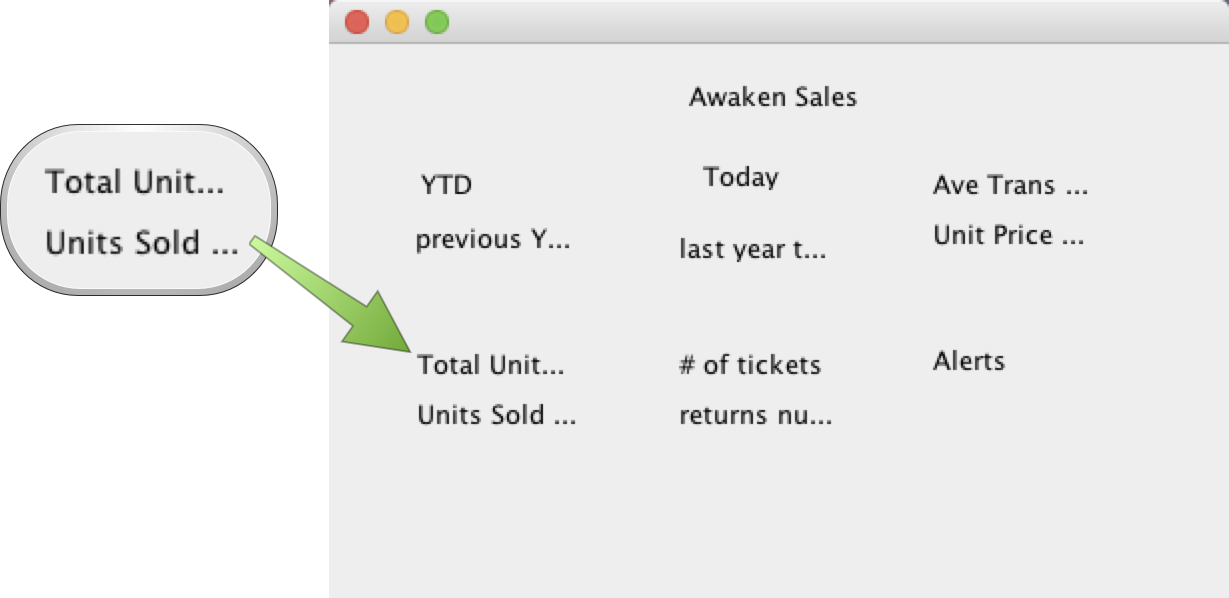 Total Unit...
Units Sold ...
Awaken Sales
YTD
Today
Ave Trans ...
previous Y...
last year t...
Unit Price ...
Total Unit...
# of tickets
Alerts
Units Sold ...
returns nu...